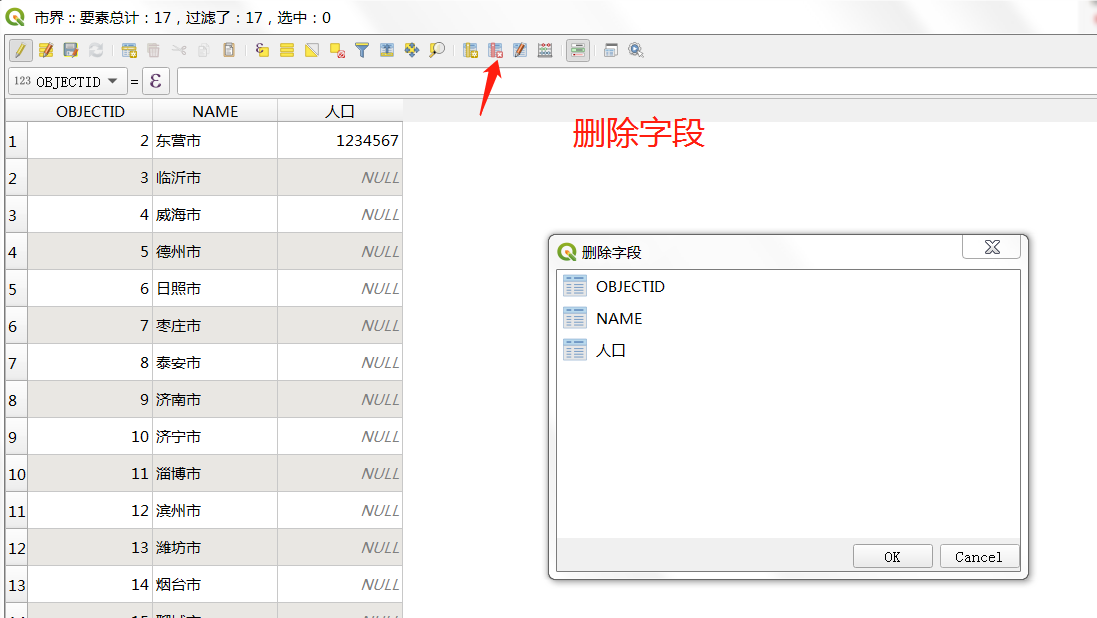 市界 :: 要素总计：17，过滤了：17，选中：0
123 OBJECTID = ε
OBJECTID NAME 人口
1 2 东营市 1234567
2 3 临沂市 NULL
3 4 威海市 NULL
4 5 德州市 NULL
5 6 日照市 NULL
6 7 枣庄市 NULL
7 8 泰安市 NULL
8 9 济南市 NULL
9 10 济宁市 NULL
10 11 淄博市 NULL
11 12 滨州市 NULL
12 13 潍坊市 NULL
13 14 烟台市 NULL
删除字段
删除字段
OBJECTID
NAME
人口
OK Cancel